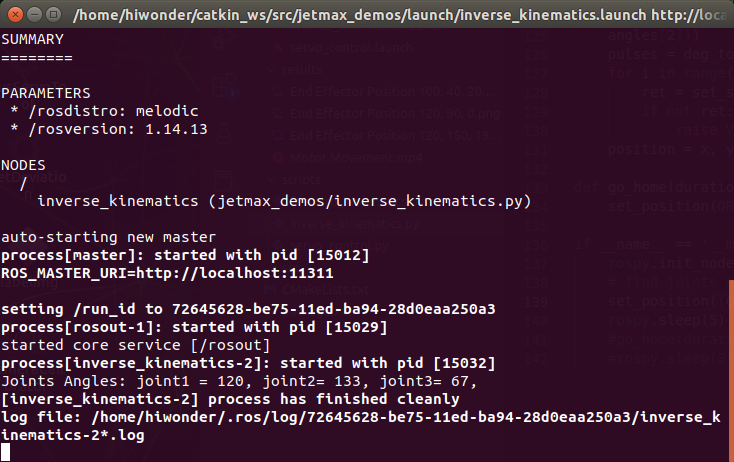 /home/hiwonder/catkin_ws/src/jetmax_demos/launch/inverse_kinematics.launch http://loca
SUMMARY
========
PARAMETERS
 * /rosdistro: melodic
 * /rosversion: 1.14.13
NODES
  /
    inverse_kinematics (jetmax_demos/inverse_kinematics.py)
auto-starting new master
process[master]: started with pid [15012]
ROS_MASTER_URI=http://localhost:11311
setting /run_id to 72645628-be75-11ed-ba94-28d0eaa250a3
process[rosout-1]: started with pid [15029]
started core service [/rosout]
process[inverse_kinematics-2]: started with pid [15032]
Joints Angles: joint1 = 120, joint2= 133, joint3= 67,
[inverse_kinematics-2] process has finished cleanly
log file: /home/hiwonder/.ros/log/72645628-be75-11ed-ba94-28d0eaa250a3/inverse_k
inematics-2*.log